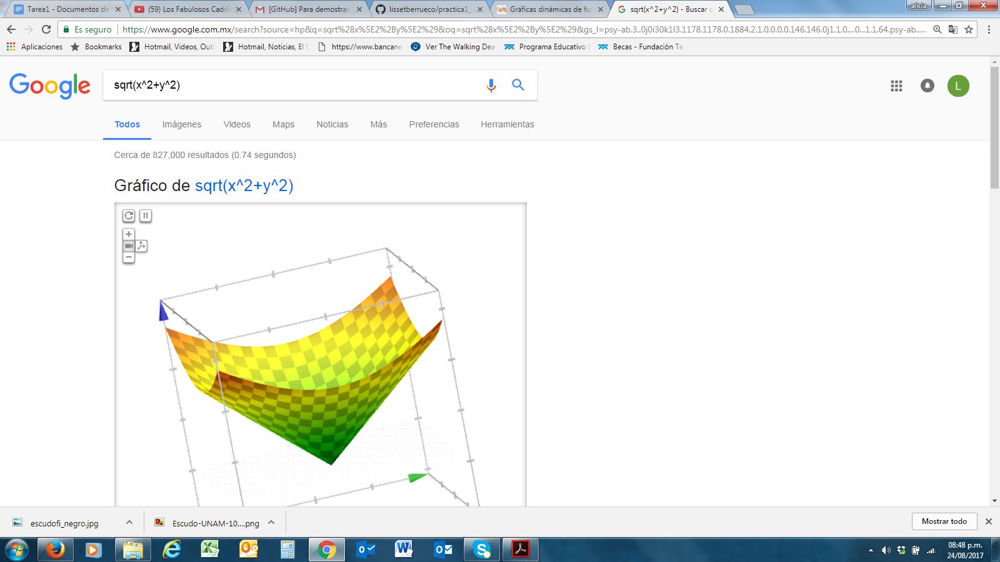 alicia
Tarea1 - Documentos de
(59) Los Fabulosos Cadill
[GitHub] Para demostrar
lissetberrueco/practica1_
Gráficas dinámicas de fu
sqrt(x^2+y^2) - Buscar c
Es seguro
https://www.google.com.mx/search?source=hp&q=sqrt%28x%5E2%2By%5E2%29&oq=sqrt%28x%5E2%2By%5E2%29&gs_l=psy-ab.3..0j0i30k1l3.1178.1178.0.1884.2.1.0.0.0.0.146.146.0j1.1.0....0...1.1.64.psy-ab.....
Aplicaciones
Bookmarks
Hotmail, Videos, Outl
Hotmail, Noticias, El C
https://www.bancane
Ver The Walking Dea
Programa Educativo F
Becas - Fundación Te
Google
sqrt(x^2+y^2)
L
Todos
Imágenes
Videos
Maps
Noticias
Más
Preferencias
Herramientas
Cerca de 827,000 resultados (0.74 segundos)
Gráfico de sqrt(x^2+y^2)
escudofi_negro.jpg
Escudo-UNAM-10....png
Mostrar todo
08:48 p.m.
24/08/2017